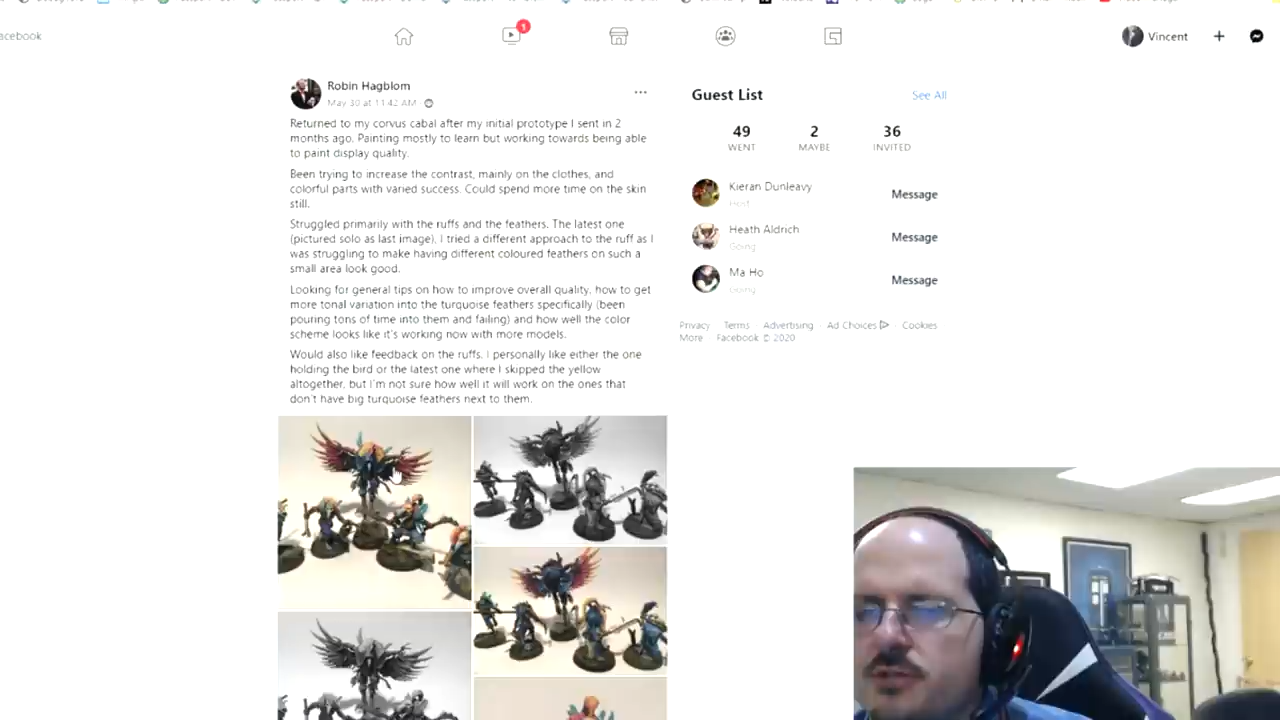 acebook
1
Vincent
Robin Hagblom
May 30 at 11:42 AM ·
Returned to my corvus cabal after my initial prototype I sent in 2
months ago. Painting mostly to learn but working towards being able
to paint display quality.
Been trying to increase the contrast, mainly on the clothes, and
colorful parts with varied success. Could spend more time on the skin
still.
Struggled primarily with the ruffs and the feathers. The latest one
(pictured solo as last image), I tried a different approach to the ruff as I
was struggling to make having different coloured feathers on such a
small area look good.
Looking for general tips on how to improve overall quality, how to get
more tonal variation into the turquoise feathers specifically (been
pouring tons of time into them and failing) and how well the color
scheme looks like it's working now with more models.
Would also like feedback on the ruffs. I personally like either the one
holding the bird or the latest one where I skipped the yellow
altogether, but I'm not sure how well it will work on the ones that
don't have big turquoise feathers next to them.
Guest List
See All
49
2
36
WENT
MAYBE
INVITED
Kieran Dunleavy
Host
Message
Heath Aldrich
Going
Message
Ma Ho
Going
Message
Privacy · Terms · Advertising · Ad Choices · Cookies
More · Facebook © 2020